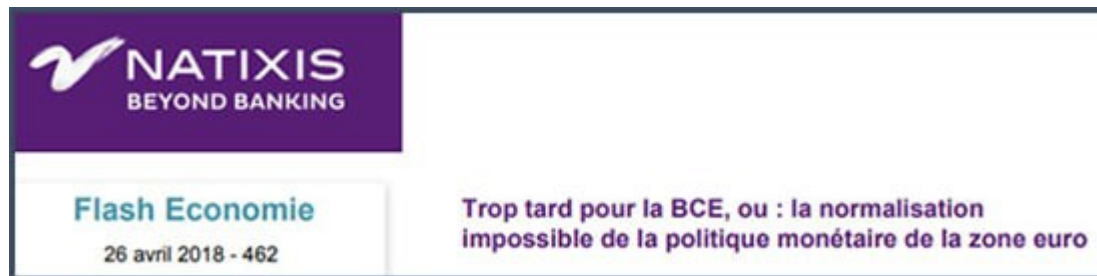 NATIXIS
BEYOND BANKING
Flash Economie
26 avril 2018 - 462
Trop tard pour la BCE, ou : la normalisation
impossible de la politique monétaire de la zone euro